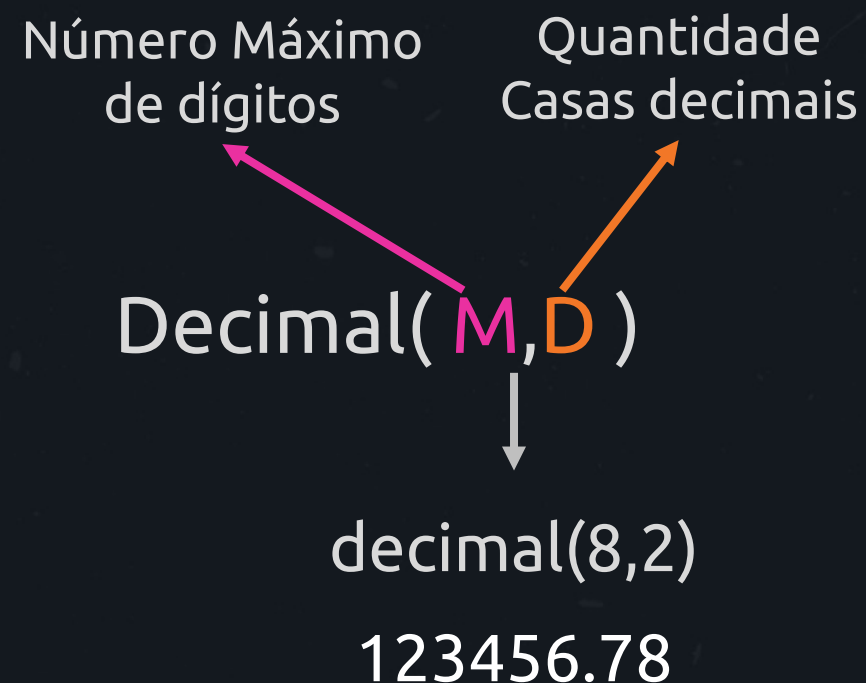 Número Máximo
de dígitos
Quantidade
Casas decimais
Decimal( M,D )
decimal(8,2)
123456.78